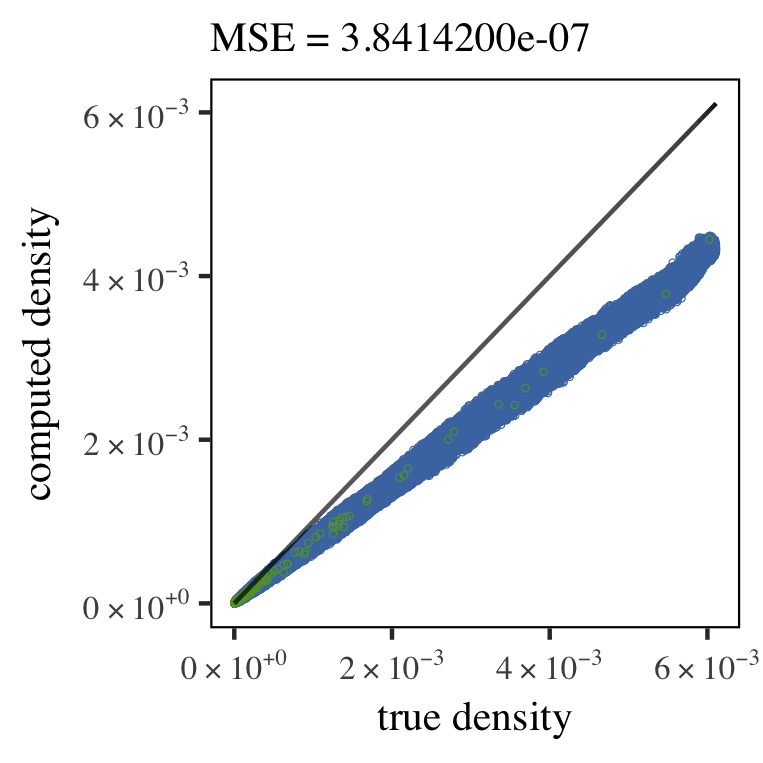 MSE = 3.8414200e-07
computed density
6 × 10⁻³
4 × 10⁻³
2 × 10⁻³
0 × 10⁺⁰
0 × 10⁺⁰ 2 × 10⁻³ 4 × 10⁻³ 6 × 10⁻³
true density